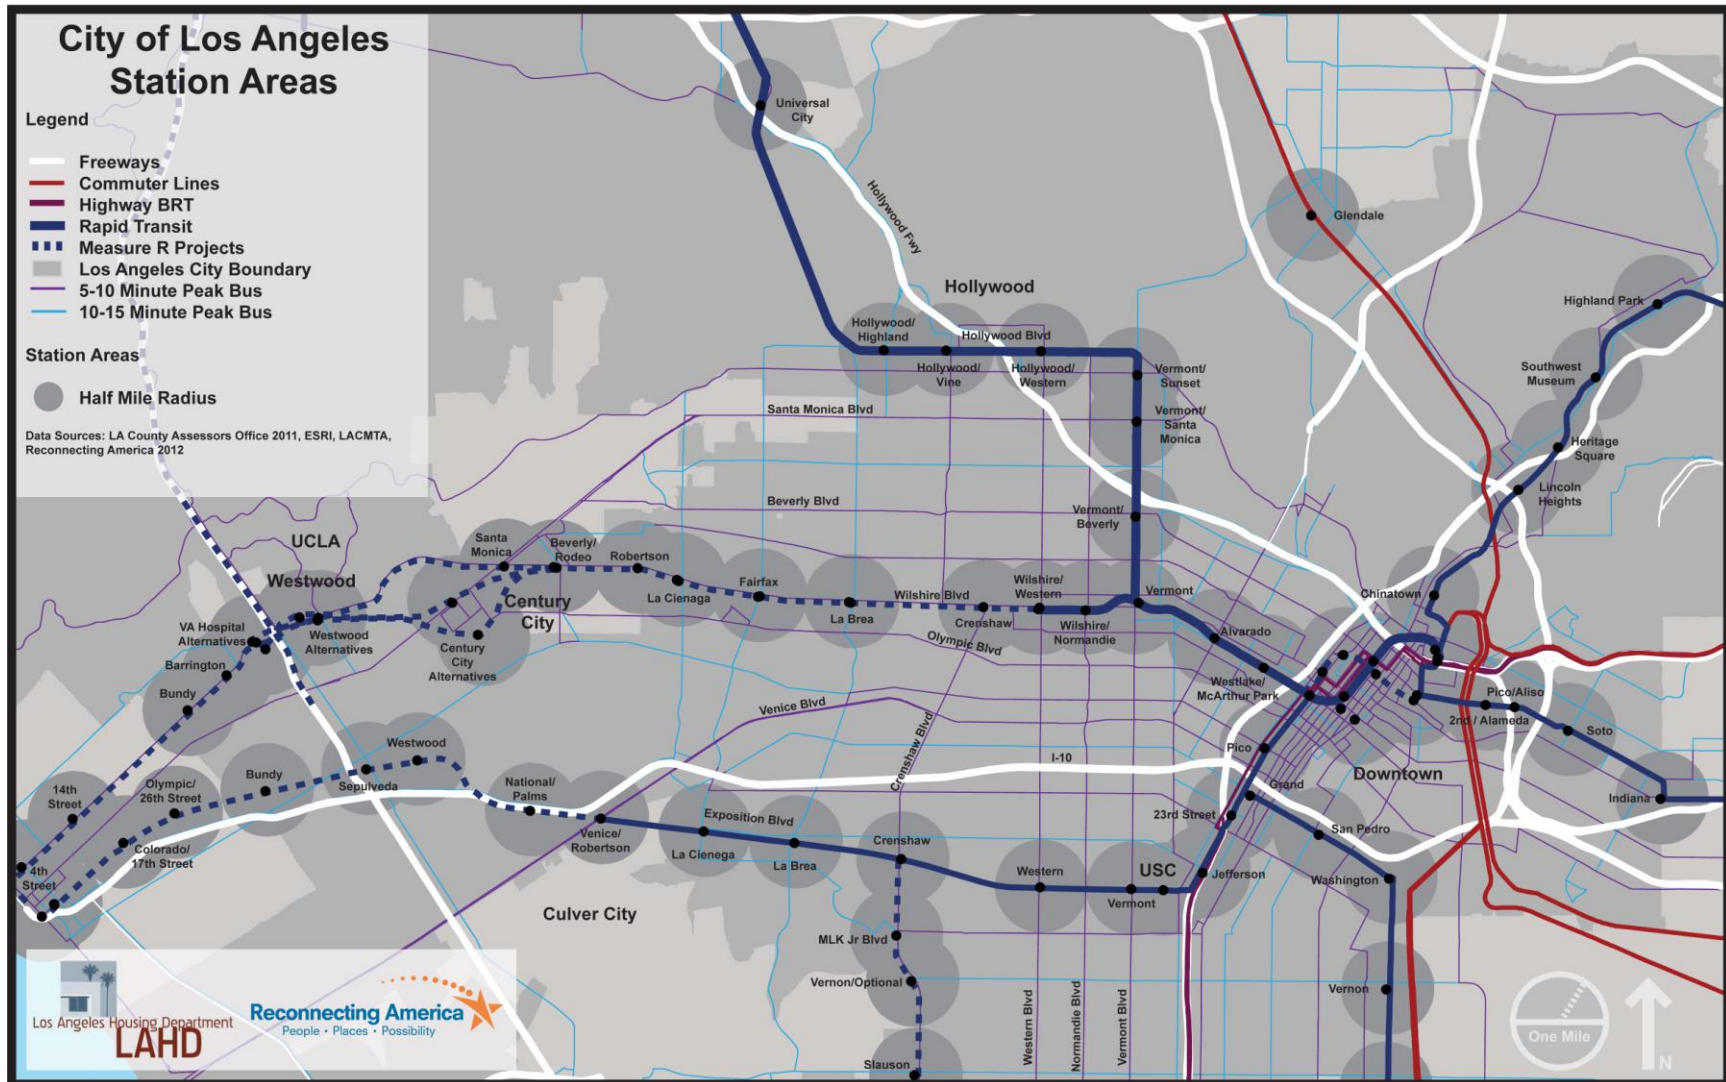 City of Los Angeles
Station Areas
Legend
Freeways
Commuter Lines
Highway BRT
Rapid Transit
Measure R Projects
Los Angeles City Boundary
5-10 Minute Peak Bus
10-15 Minute Peak Bus
Station Areas
Half Mile Radius
Data Sources: LA County Assessors Office 2011, ESRI, LACMTA,
Reconnecting America 2012
Universal
City
Hollywood Fwy
Glendale
Hollywood
Highland Park
Hollywood/
Highland
Hollywood Blvd
Hollywood/
Vine
Hollywood/
Western
Vermont/
Sunset
Southwest
Museum
Santa Monica Blvd
Vermont/
Santa
Monica
Heritage
Square
Lincoln
Heights
Beverly Blvd
Vermont/
Beverly
UCLA
Santa
Monica
Beverly/
Rodeo
Robertson
Westwood
La Cienaga
Fairfax
La Brea
Wilshire Blvd
Crenshaw
Wilshire/
Western
Wilshire/
Normandie
Vermont
Chinatown
Century
City
VA Hospital
Alternatives
Westwood
Alternatives
Century
City
Alternatives
Olympic Blvd
Alvarado
Barrington
Bundy
Westlake/
McArthur Park
Pico/Aliso
2nd / Alameda
Soto
Venice Blvd
Crenshaw Blvd
Westwood
Pico
I-10
Downtown
Bundy
Sepulveda
National/
Palms
Grand
Indiana
14th
Street
Olympic/
26th Street
Colorado/
17th Street
4th
Street
Venice/
Robertson
Exposition Blvd
La Cienega
La Brea
Crenshaw
23rd Street
San Pedro
Western
USC
Vermont
Jefferson
Washington
Culver City
MLK Jr Blvd
Vernon/Optional
Slauson
Vernon
Western Blvd
Normandie Blvd
Vermont Blvd
Los Angeles Housing Department
LAHD
Reconnecting America
People · Places · Possibility
One Mile
N